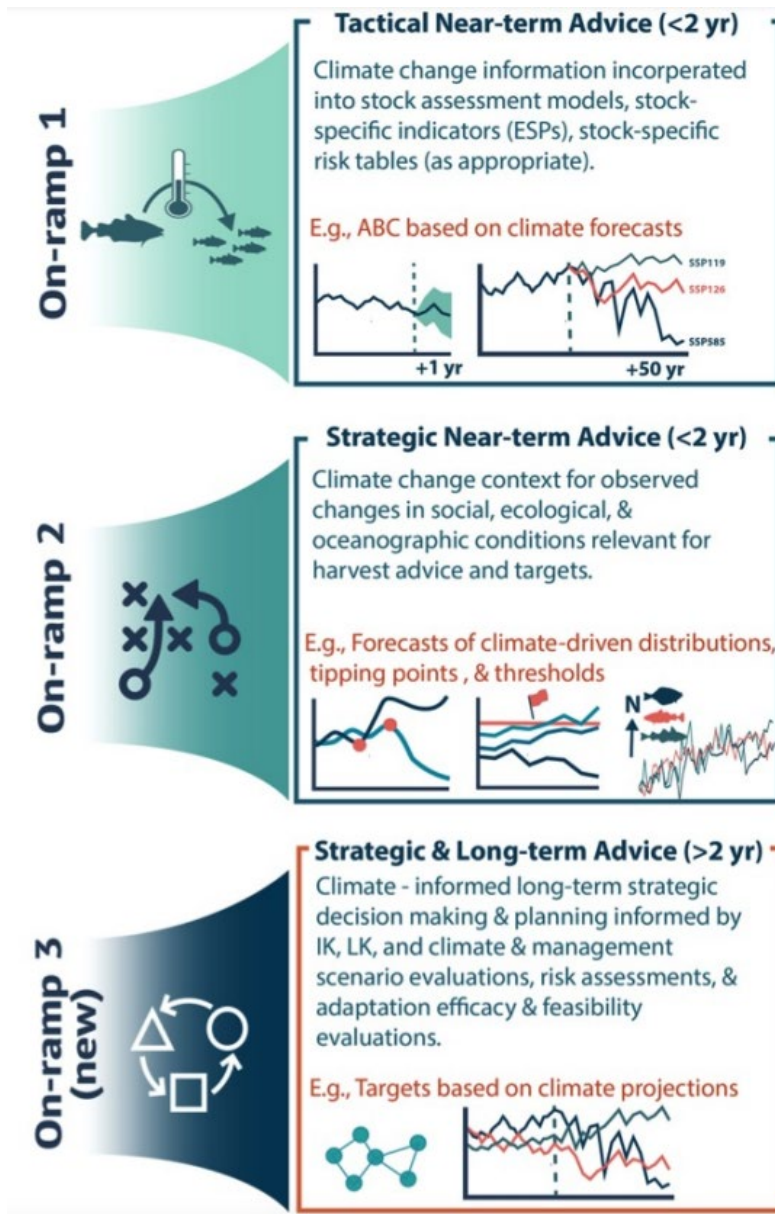 On-ramp 1
Tactical Near-term Advice (<2 yr)
Climate change information incorperated
into stock assessment models, stock-
specific indicators (ESPs), stock-specific
risk tables (as appropriate).
E.g., ABC based on climate forecasts
+1 yr
SSP119
SSP126
SSP585
+50 yr
On-ramp 2
Strategic Near-term Advice (<2 yr)
Climate change context for observed
changes in social, ecological, &
oceanographic conditions relevant for
harvest advice and targets.
E.g., Forecasts of climate-driven distributions,
tipping points , & thresholds
N
On-ramp 3
(new)
Strategic & Long-term Advice (>2 yr)
Climate - informed long-term strategic
decision making & planning informed by
IK, LK, and climate & management
scenario evaluations, risk assessments, &
adaptation efficacy & feasibility
evaluations.
E.g., Targets based on climate projections